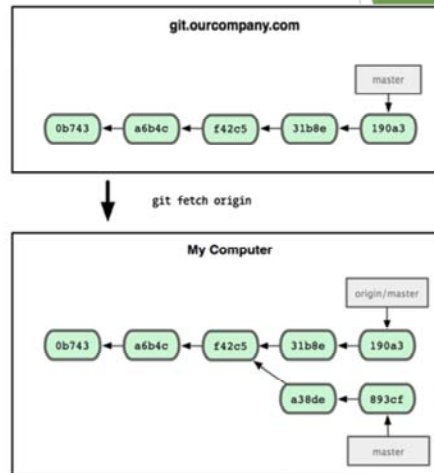 git.ourcompany.com
master
0b743 a6b4c f42c5 31b8e 190a3
git fetch origin
My Computer
origin/master
0b743 a6b4c f42c5 31b8e 190a3
a38de 893cf
master